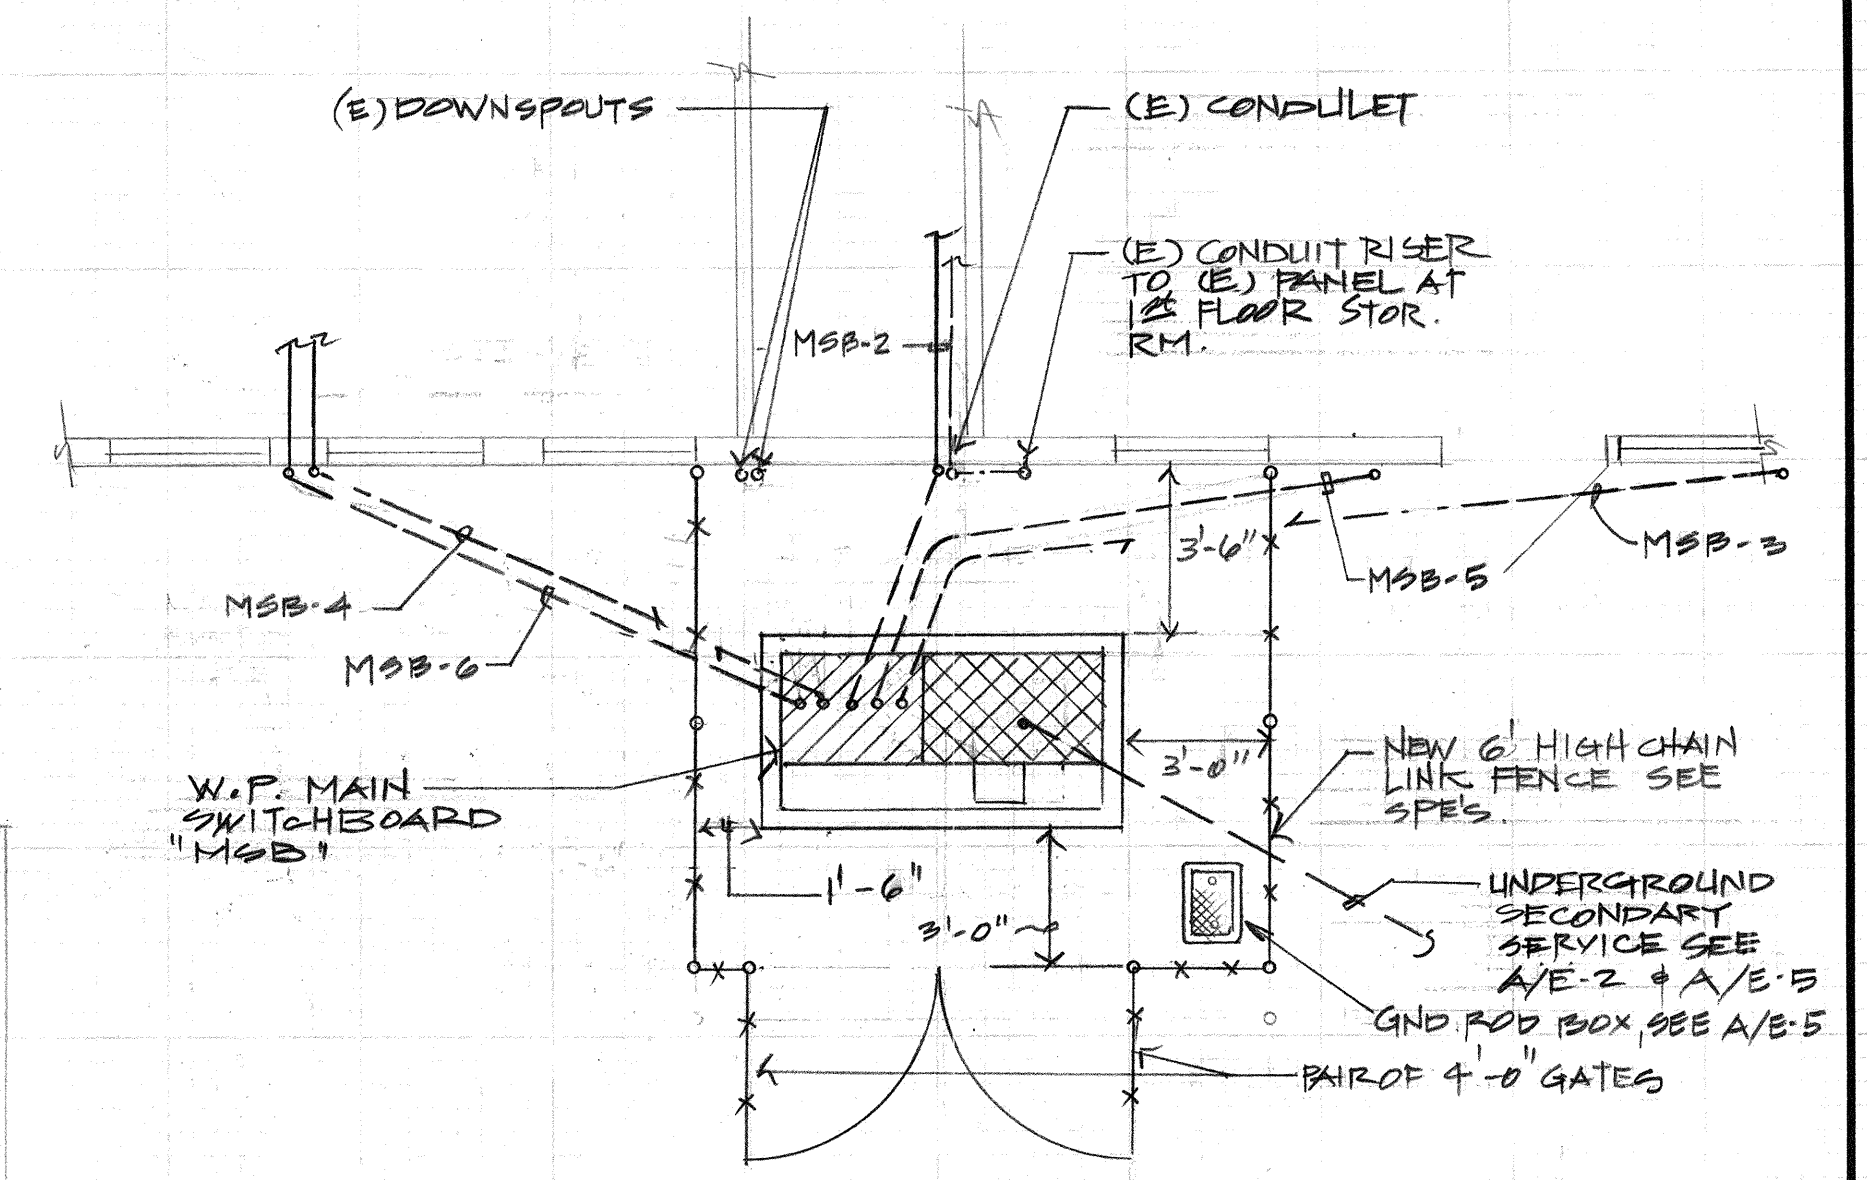 (E) DOWNSPOUTS
(E) CONDULET
(E) CONDUIT RISER
TO (E) PANEL AT
1st FLOOR STOR.
RM.
MSB-2
MSB-3
3'-6"
MSB-5
MSB-4
MSB-6
3'-0"
NEW 6' HIGH CHAIN
LINK FENCE SEE
SPE'S.
W.P. MAIN
SWITCHBOARD
"MSB"
1'-6"
3'-0"
UNDERGROUND
SECONDARY
SERVICE SEE
A/E-2 & A/E-5
GND ROD BOX, SEE A/E-5
PAIR OF 4'-0" GATES